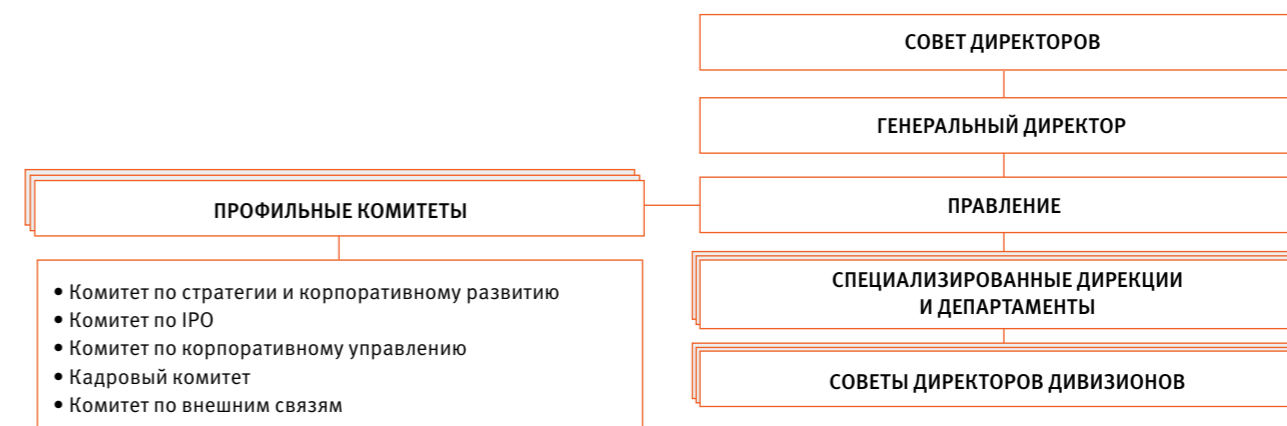 СОВЕТ ДИРЕКТОРОВ
ГЕНЕРАЛЬНЫЙ ДИРЕКТОР
ПРАВЛЕНИЕ
ПРОФИЛЬНЫЕ КОМИТЕТЫ
СПЕЦИАЛИЗИРОВАННЫЕ ДИРЕКЦИИ
И ДЕПАРТАМЕНТЫ
СОВЕТЫ ДИРЕКТОРОВ ДИВИЗИОНОВ
• Комитет по стратегии и корпоративному развитию
• Комитет по IPO
• Комитет по корпоративному управлению
• Кадровый комитет
• Комитет по внешним связям